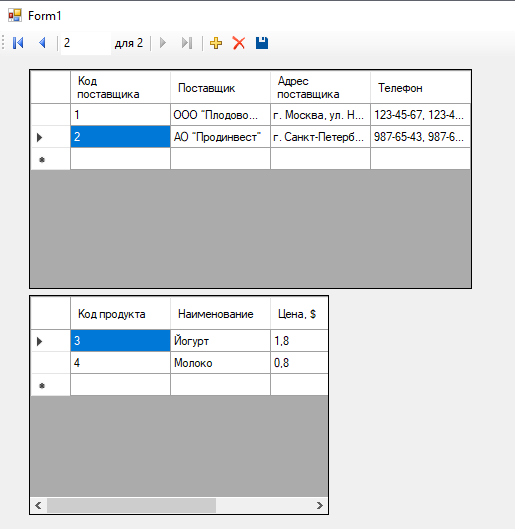 Form1
2 для 2
Код поставщика Поставщик Адрес поставщика Телефон
1 ООО "Плодово... г. Москва, ул. Н... 123-45-67, 123-4...
2 АО "Продинвест" г. Санкт-Петерб... 987-65-43, 987-6...
Код продукта Наименование Цена, $
3 Йогурт 1,8
4 Молоко 0,8